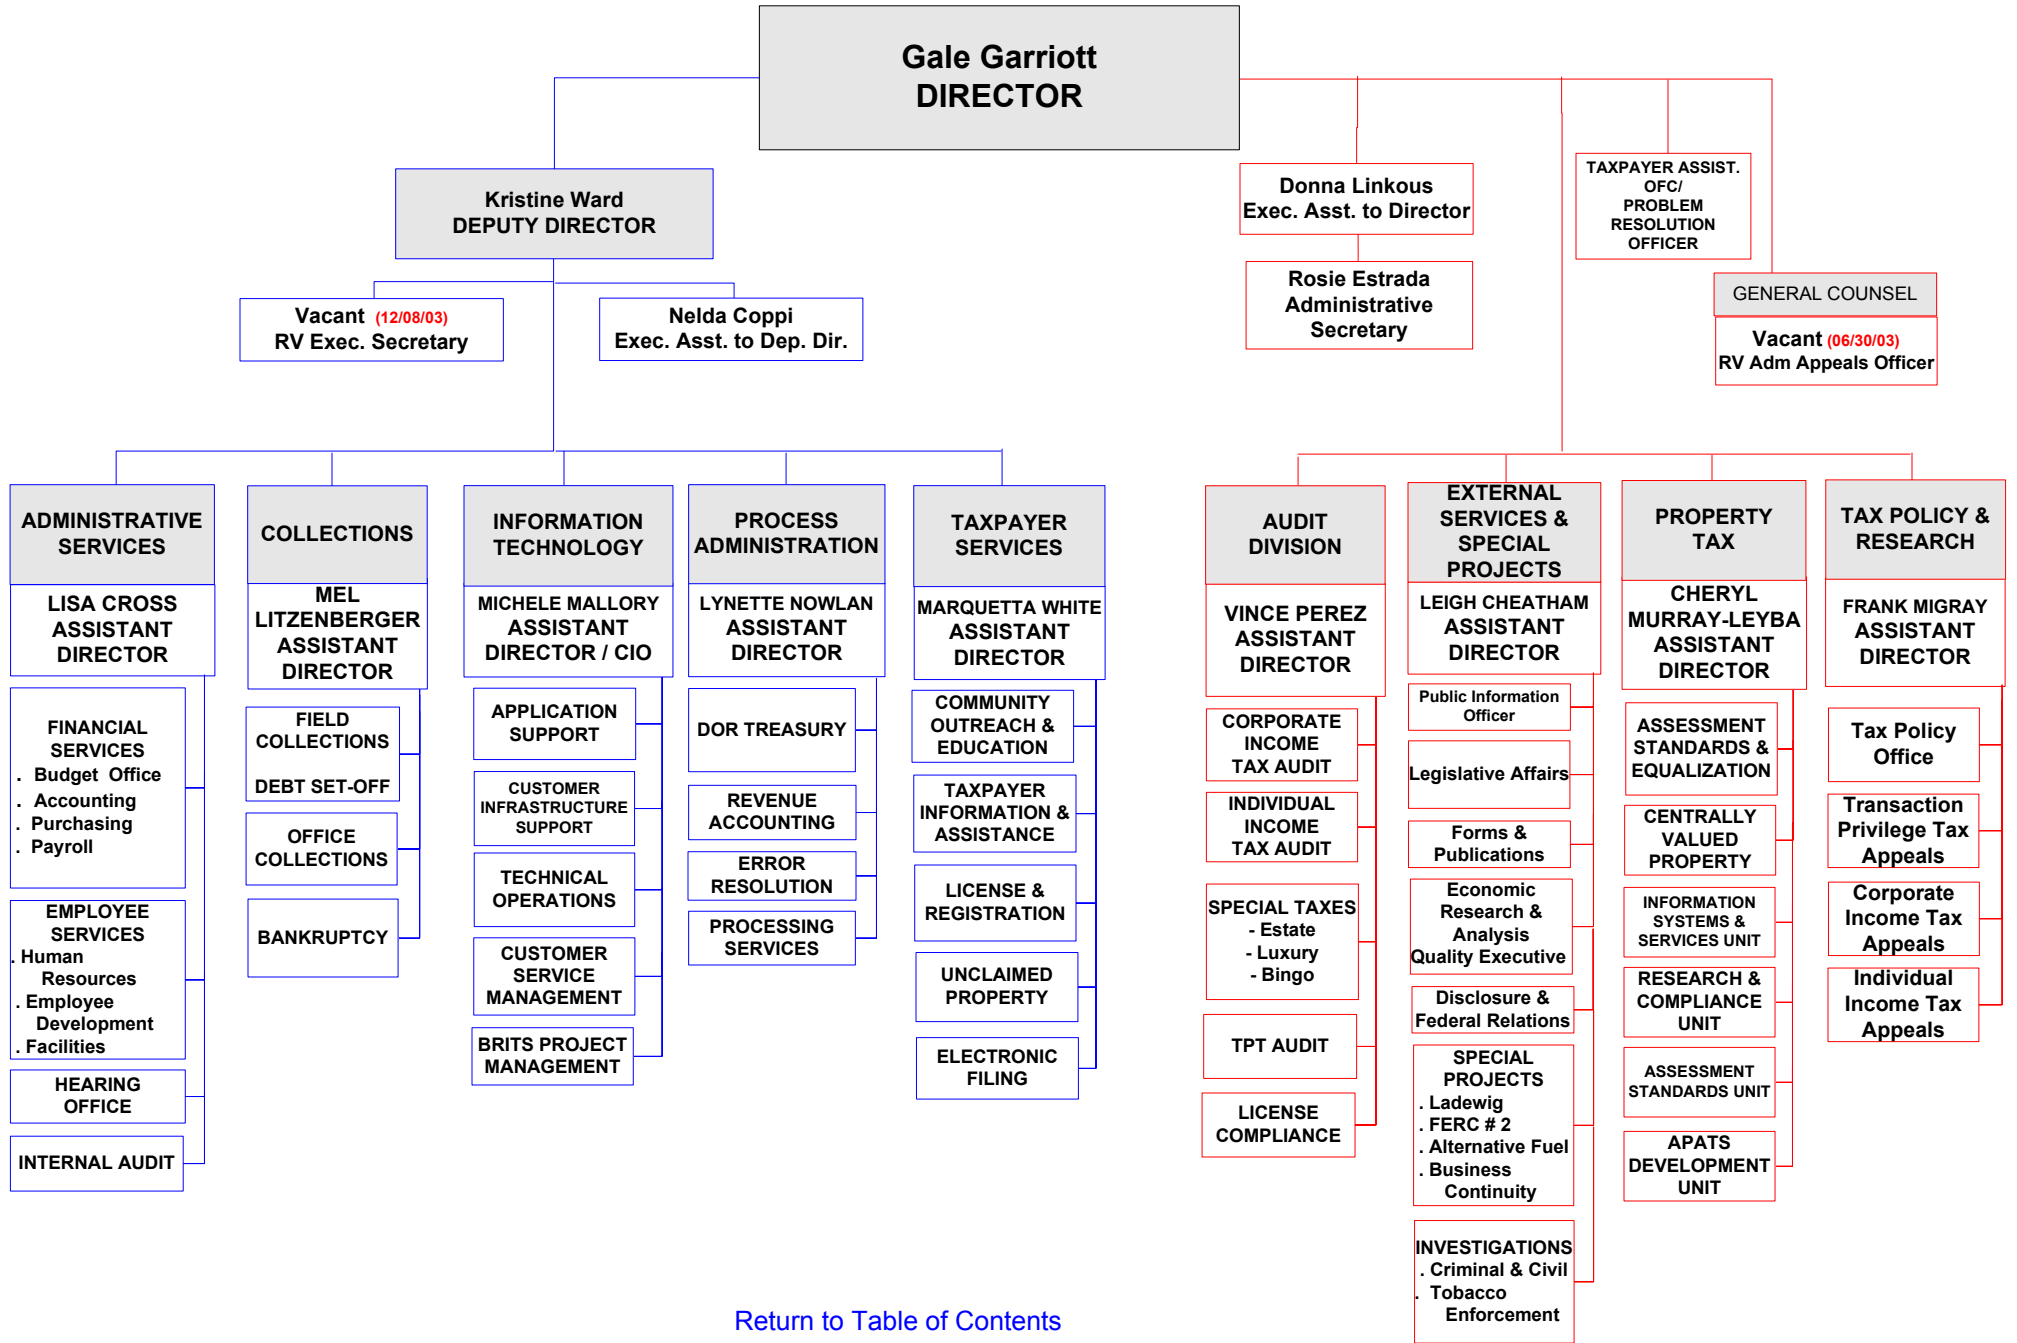 Gale Garriott
DIRECTOR
Kristine Ward
DEPUTY DIRECTOR
Donna Linkous
Exec. Asst. to Director
TAXPAYER ASSIST.
OFC/
PROBLEM
RESOLUTION
OFFICER
Rosie Estrada
Administrative
Secretary
GENERAL COUNSEL
Vacant (06/30/03)
RV Adm Appeals Officer
Vacant (12/08/03)
RV Exec. Secretary
Nelda Coppi
Exec. Asst. to Dep. Dir.
ADMINISTRATIVE
SERVICES
LISA CROSS
ASSISTANT
DIRECTOR
FINANCIAL
SERVICES
. Budget Office
. Accounting
. Purchasing
. Payroll
EMPLOYEE
SERVICES
. Human
Resources
. Employee
Development
. Facilities
HEARING
OFFICE
INTERNAL AUDIT
COLLECTIONS
MEL
LITZENBERGER
ASSISTANT
DIRECTOR
FIELD
COLLECTIONS
DEBT SET-OFF
OFFICE
COLLECTIONS
BANKRUPTCY
INFORMATION
TECHNOLOGY
MICHELE MALLORY
ASSISTANT
DIRECTOR / CIO
APPLICATION
SUPPORT
CUSTOMER
INFRASTRUCTURE
SUPPORT
TECHNICAL
OPERATIONS
CUSTOMER
SERVICE
MANAGEMENT
BRITS PROJECT
MANAGEMENT
PROCESS
ADMINISTRATION
LYNETTE NOWLAN
ASSISTANT
DIRECTOR
DOR TREASURY
REVENUE
ACCOUNTING
ERROR
RESOLUTION
PROCESSING
SERVICES
TAXPAYER
SERVICES
MARQUETTA WHITE
ASSISTANT
DIRECTOR
COMMUNITY
OUTREACH &
EDUCATION
TAXPAYER
INFORMATION &
ASSISTANCE
LICENSE &
REGISTRATION
UNCLAIMED
PROPERTY
ELECTRONIC
FILING
AUDIT
DIVISION
VINCE PEREZ
ASSISTANT
DIRECTOR
CORPORATE
INCOME
TAX AUDIT
INDIVIDUAL
INCOME
TAX AUDIT
SPECIAL TAXES
- Estate
- Luxury
- Bingo
TPT AUDIT
LICENSE
COMPLIANCE
EXTERNAL
SERVICES &
SPECIAL
PROJECTS
LEIGH CHEATHAM
ASSISTANT
DIRECTOR
Public Information
Officer
Legislative Affairs
Forms &
Publications
Economic
Research &
Analysis
Quality Executive
Disclosure &
Federal Relations
SPECIAL
PROJECTS
. Ladewig
. FERC # 2
. Alternative Fuel
. Business
Continuity
INVESTIGATIONS
. Criminal & Civil
. Tobacco
Enforcement
PROPERTY
TAX
CHERYL
MURRAY-LEYBA
ASSISTANT
DIRECTOR
ASSESSMENT
STANDARDS &
EQUALIZATION
CENTRALLY
VALUED
PROPERTY
INFORMATION
SYSTEMS &
SERVICES UNIT
RESEARCH &
COMPLIANCE
UNIT
ASSESSMENT
STANDARDS UNIT
APATS
DEVELOPMENT
UNIT
TAX POLICY &
RESEARCH
FRANK MIGRAY
ASSISTANT
DIRECTOR
Tax Policy
Office
Transaction
Privilege Tax
Appeals
Corporate
Income Tax
Appeals
Individual
Income Tax
Appeals
Return to Table of Contents